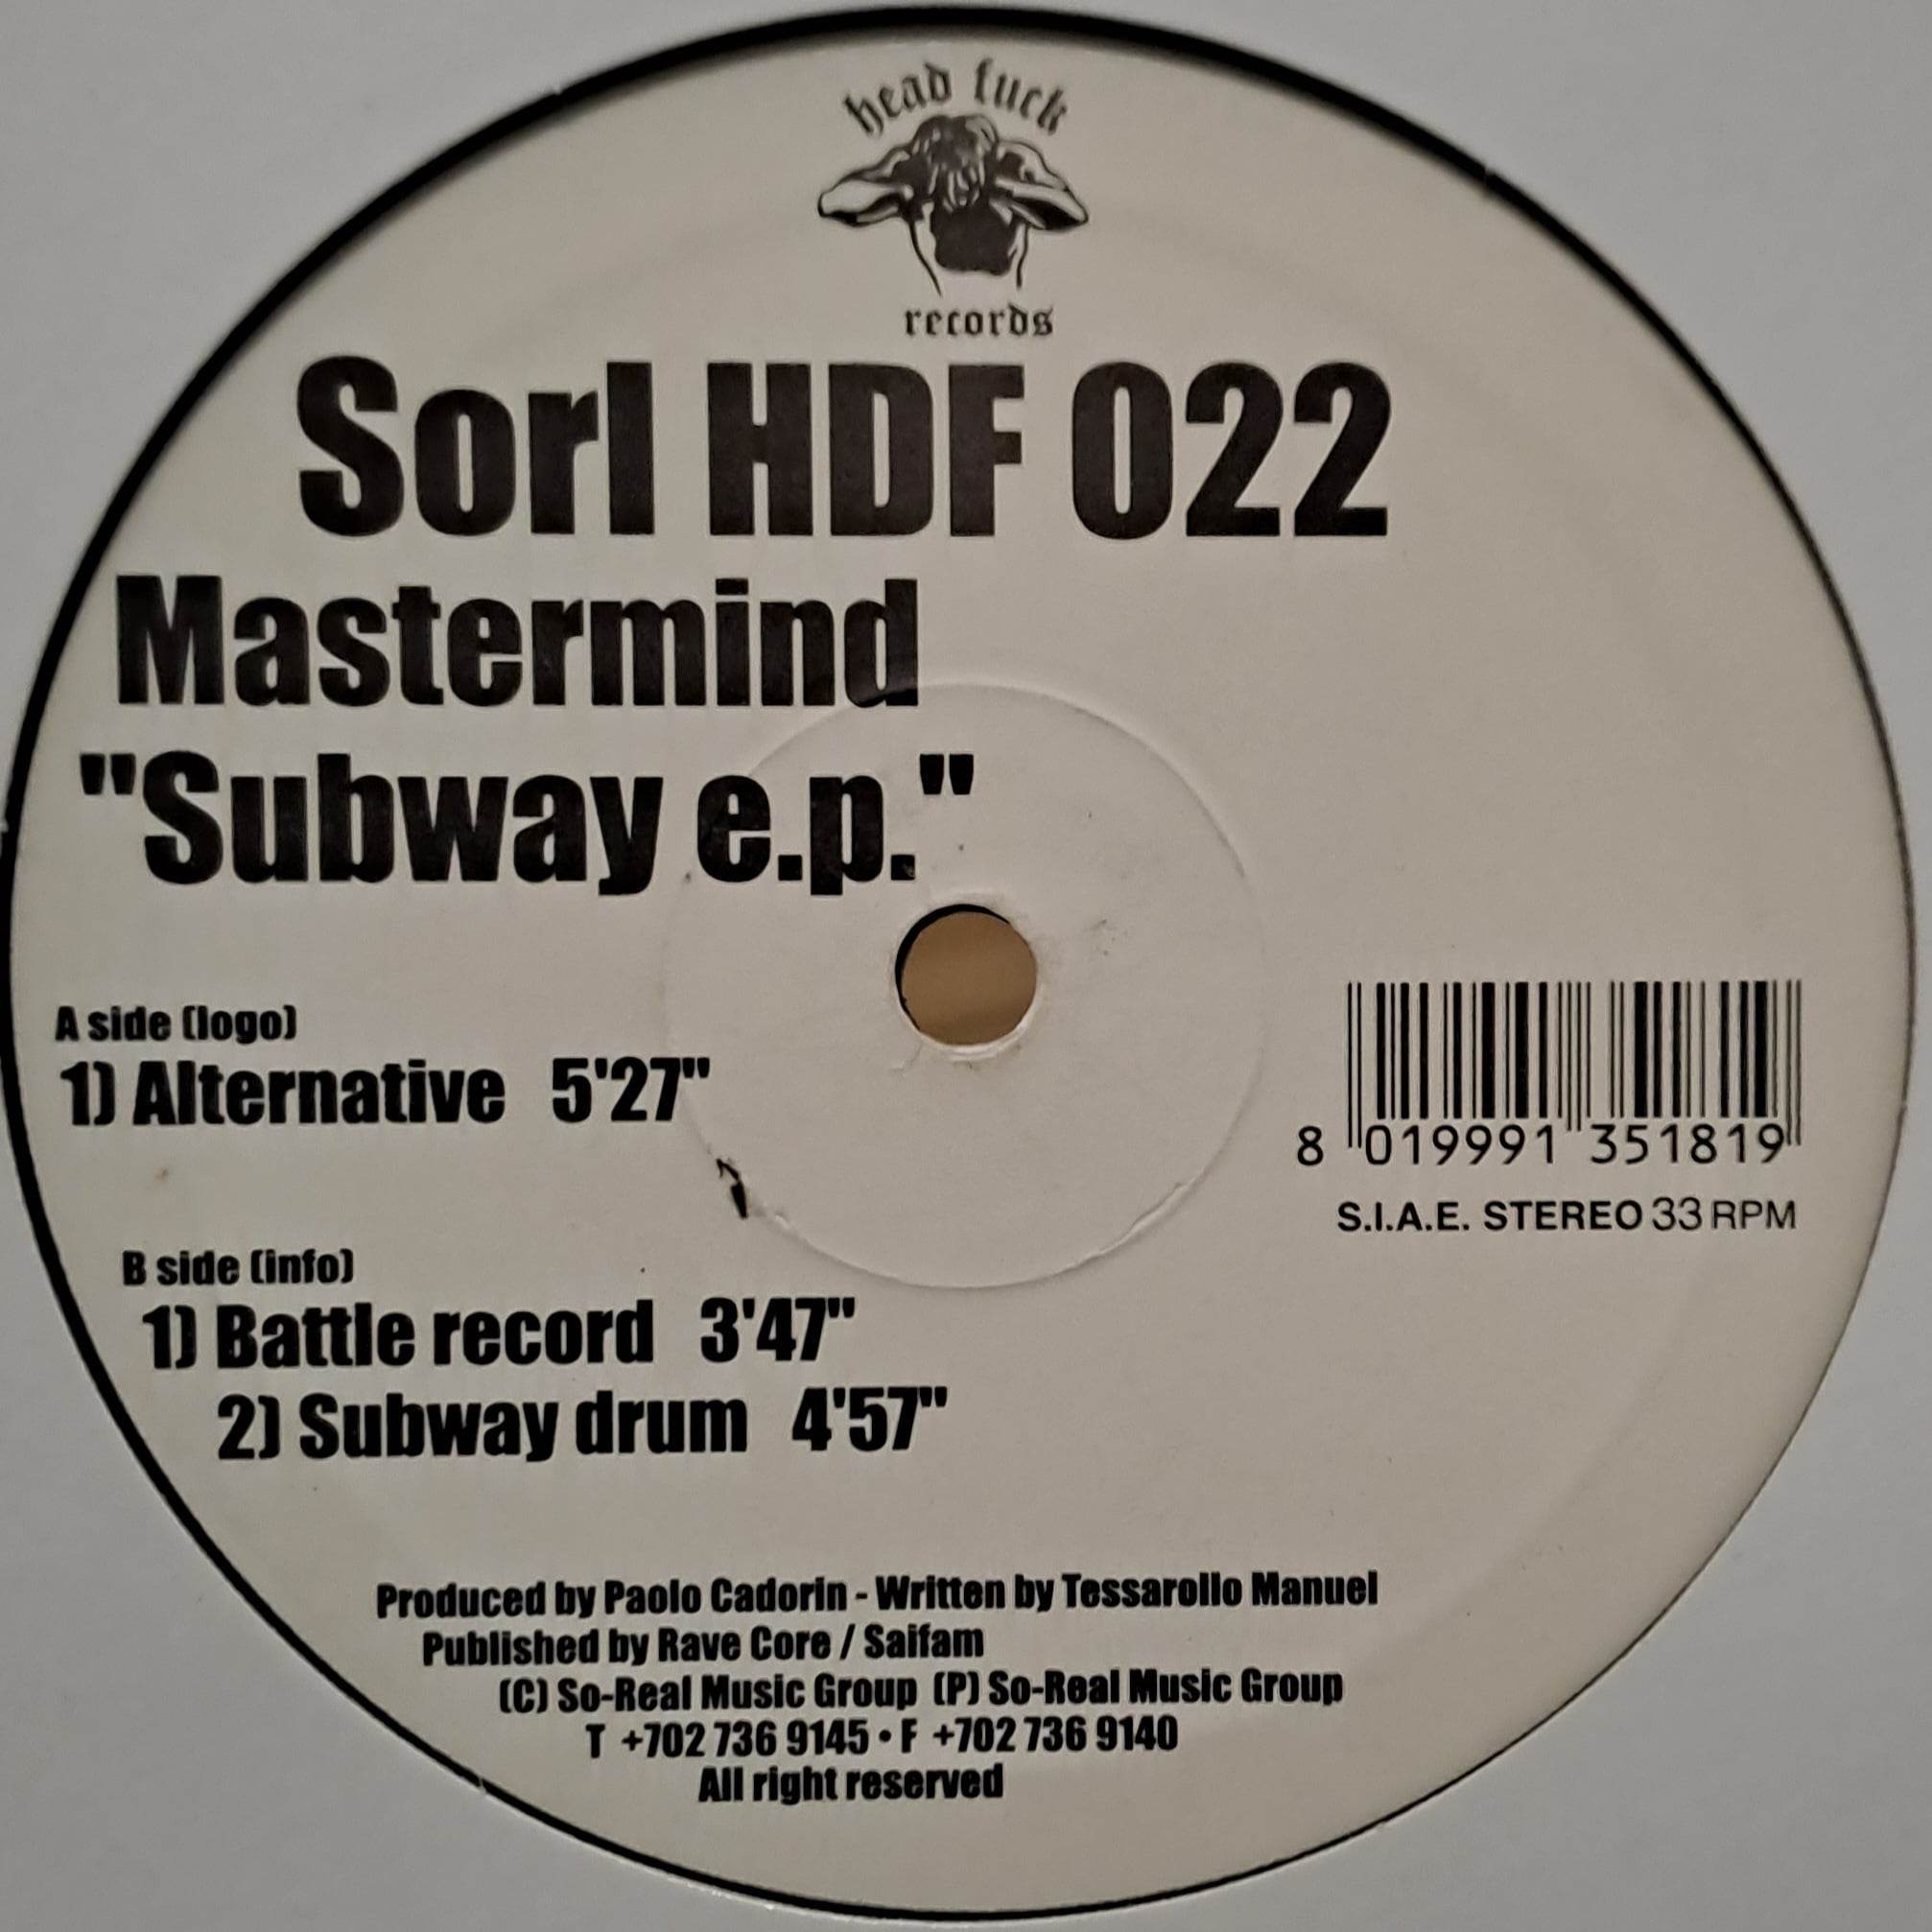 head fuck
records
Sorl HDF 022
Mastermind
"Subway e.p."
A side (logo)
1) Alternative 5'27"
B side (info)
1) Battle record 3'47"
2) Subway drum 4'57"
8 019991 351819
S.I.A.E. STEREO 33 RPM
Produced by Paolo Cadorin - Written by Tessarollo Manuel
Published by Rave Core / Saifam
(C) So-Real Music Group (P) So-Real Music Group
T +702 736 9145 • F +702 736 9140
All right reserved